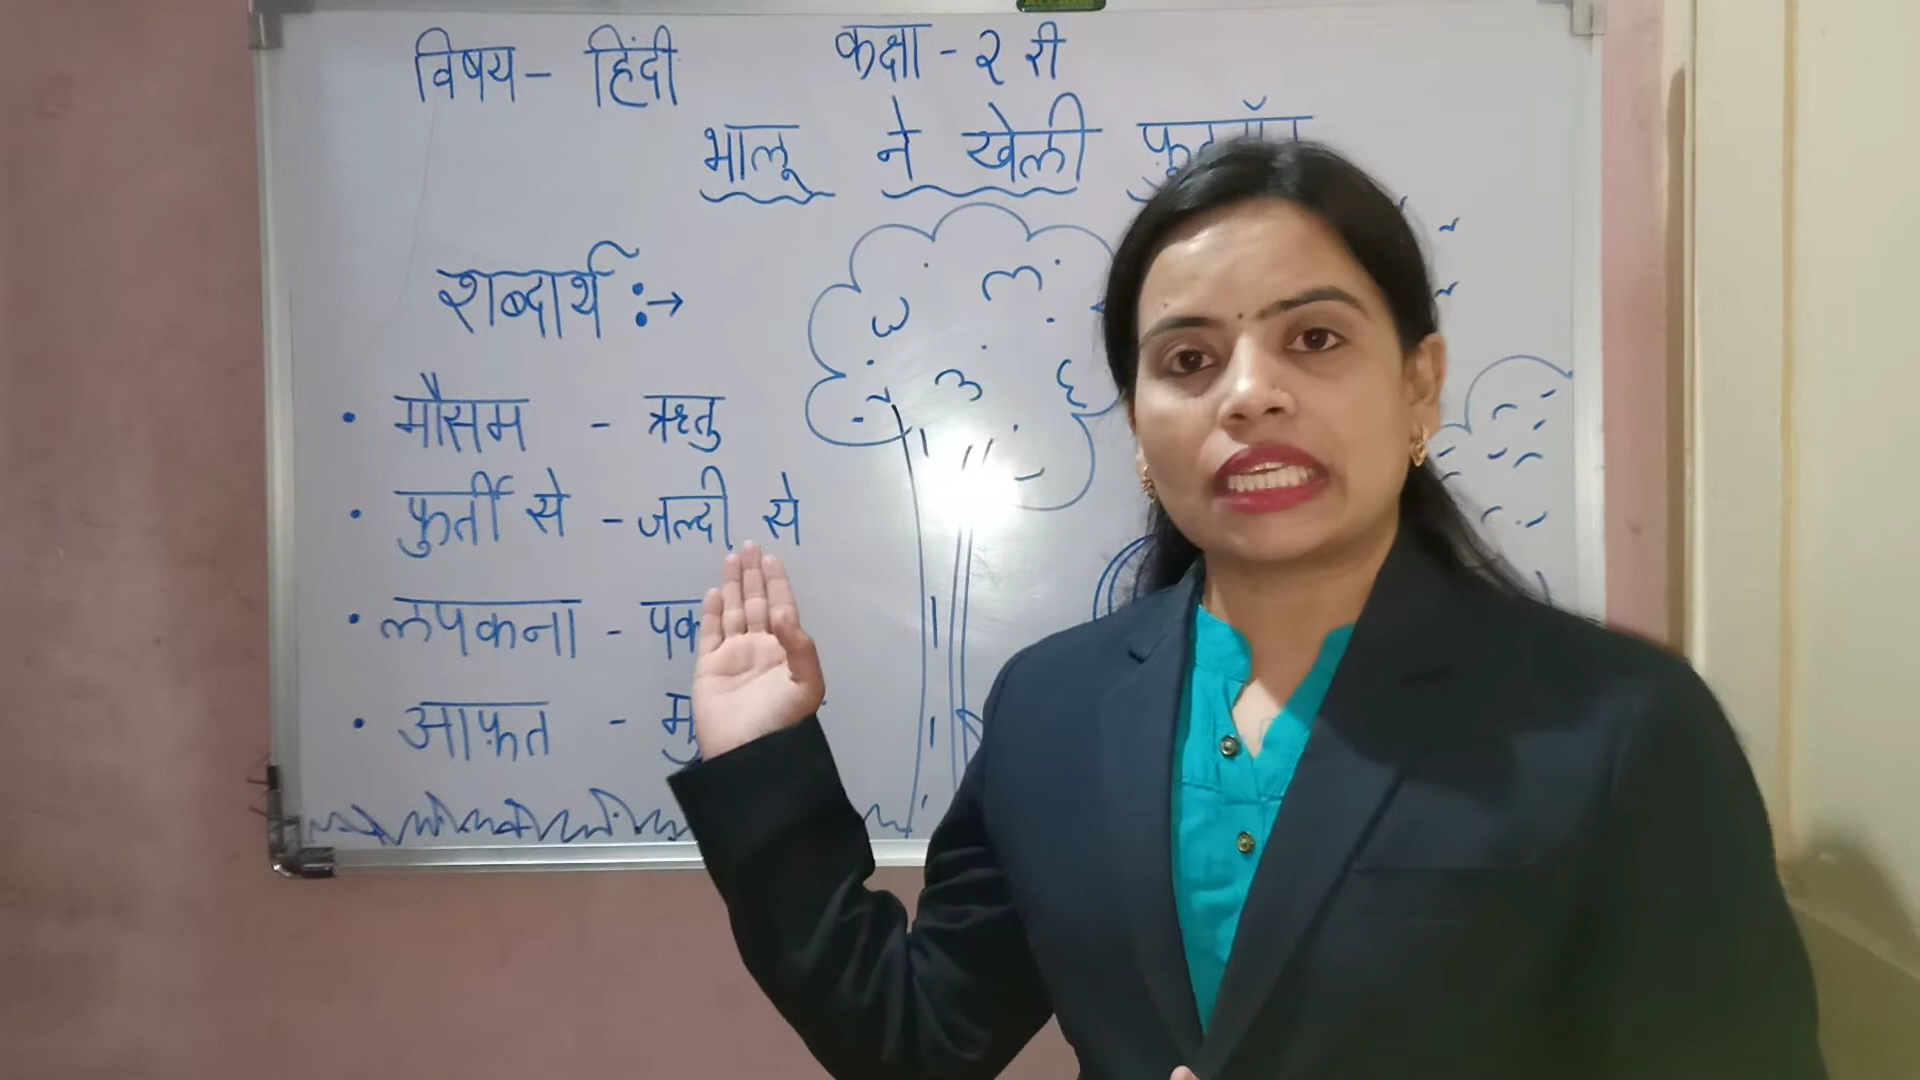 विषय - हिंदी कक्षा - २ री
भालू ने खेली
शब्दार्थ :→
• मौसम - ऋतु
• फुर्ती से - जल्दी से
• लपकना -
• आफ़त -